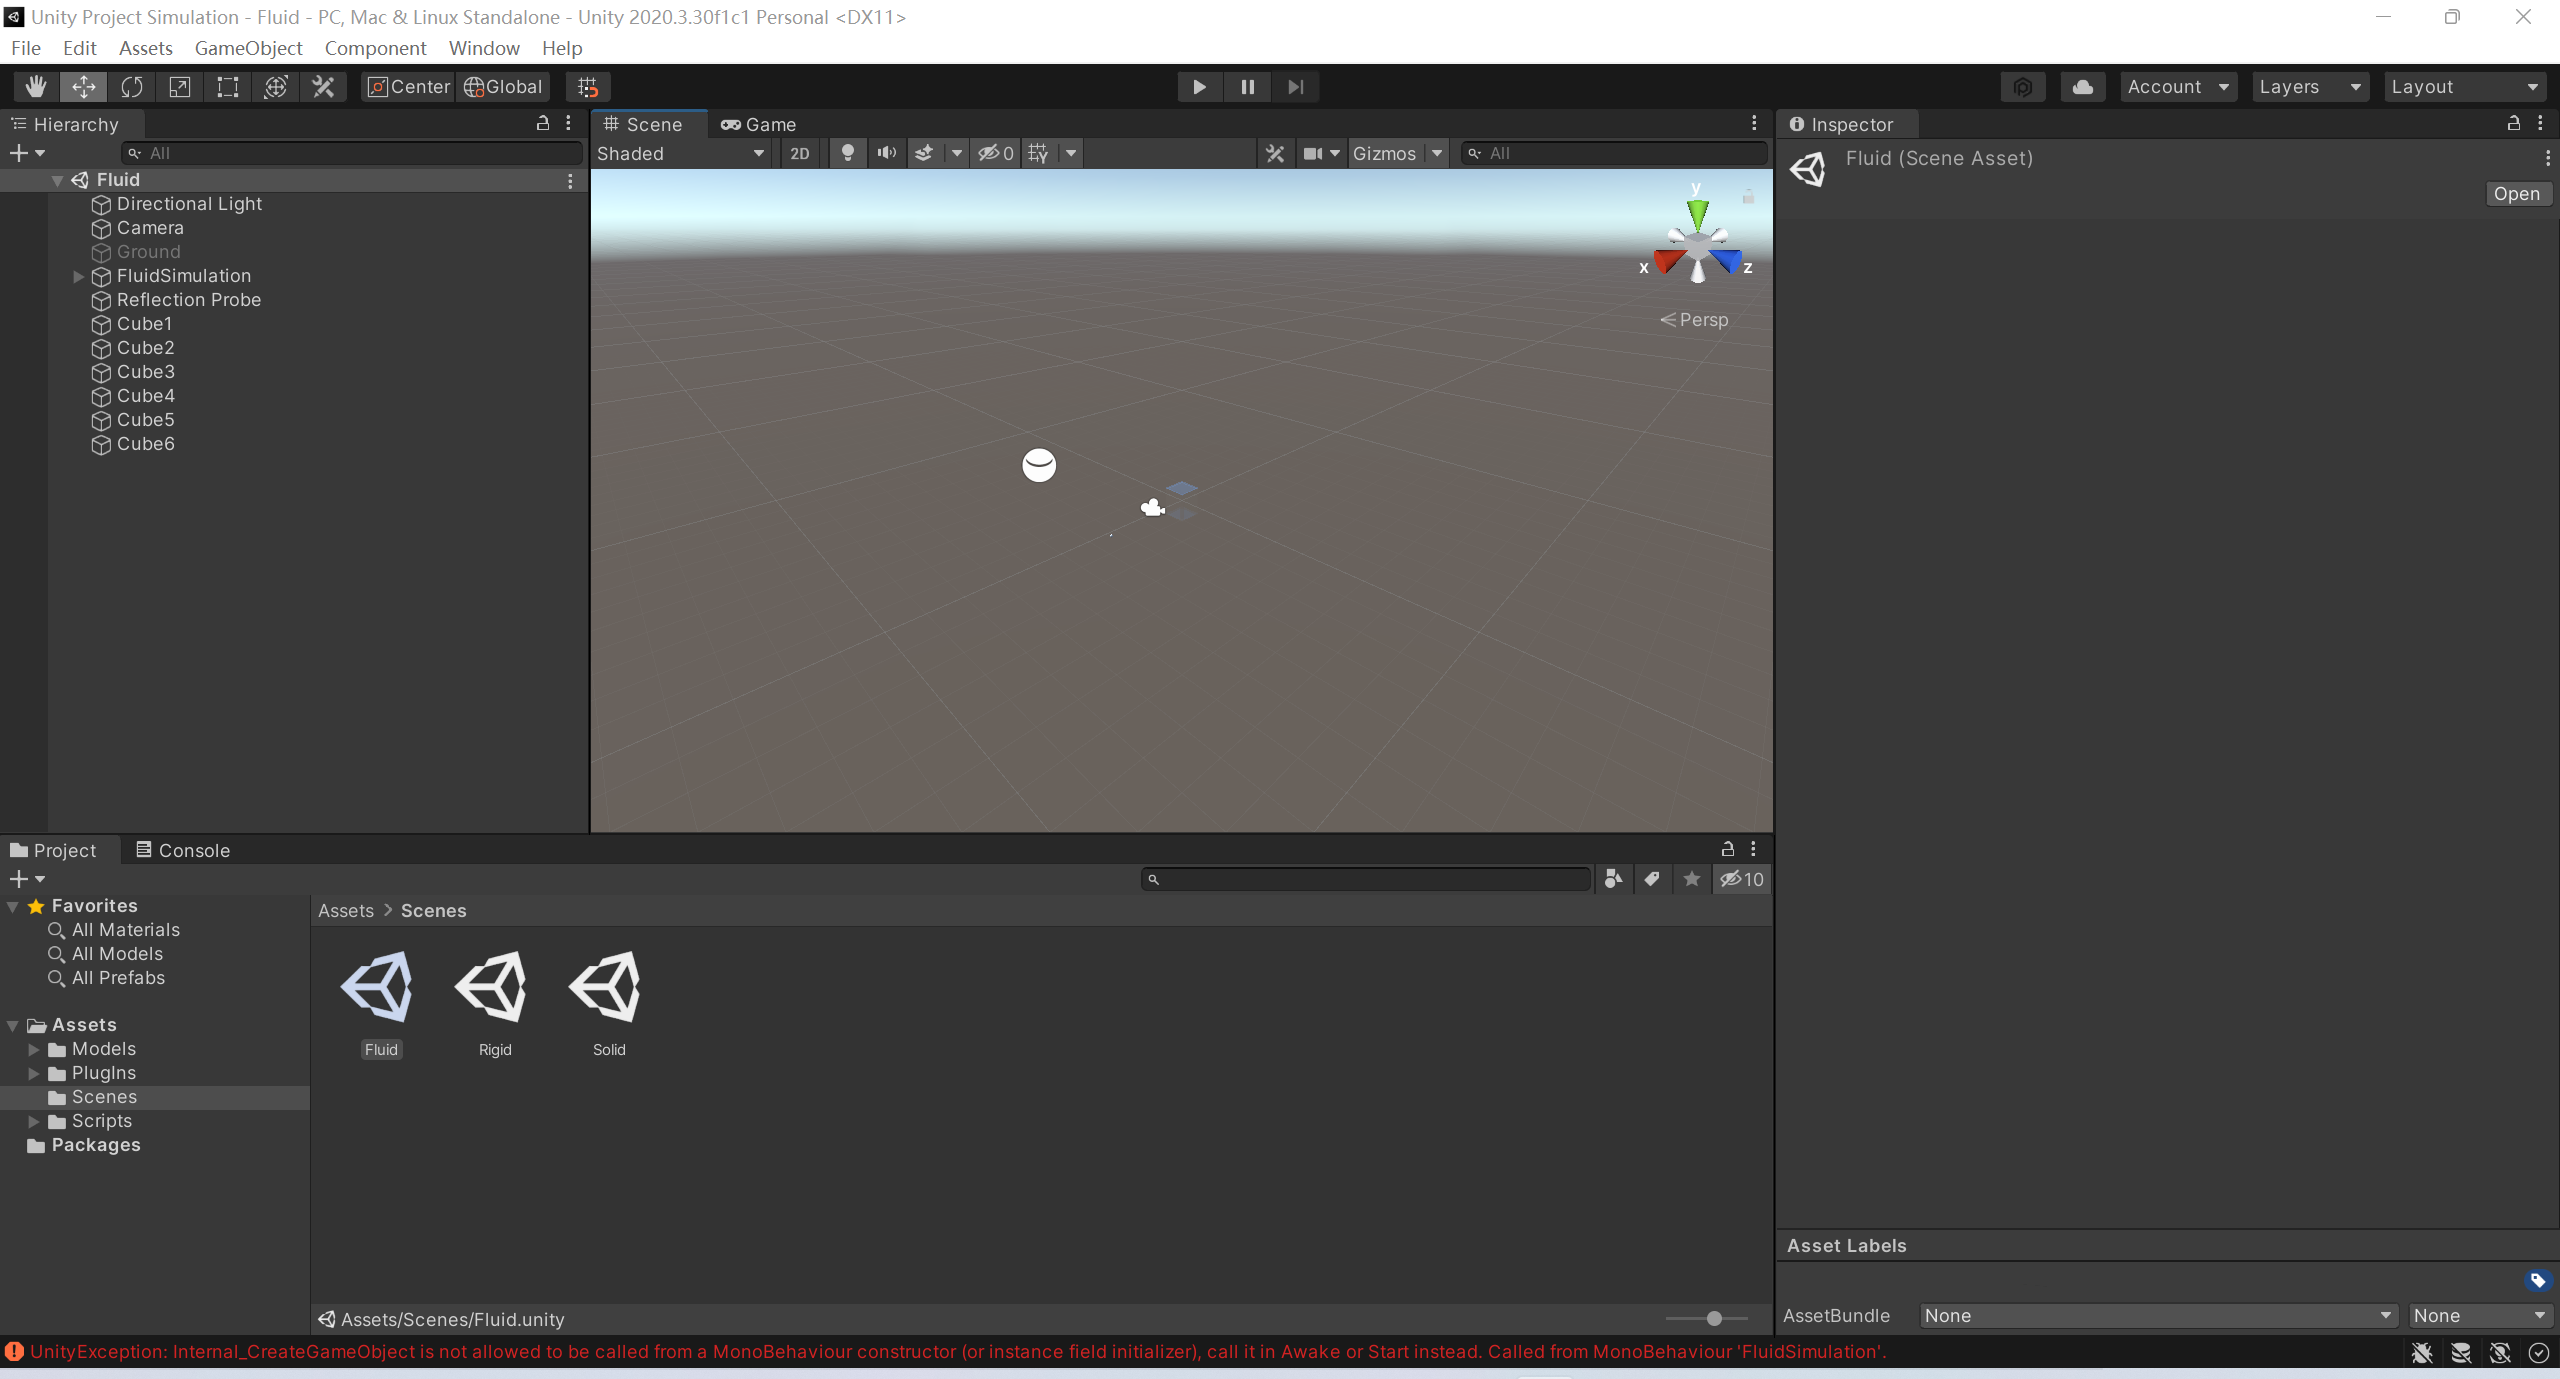 Unity Project Simulation - Fluid - PC, Mac & Linux Standalone - Unity 2020.3.30f1c1 Personal <DX11>
File Edit Assets GameObject Component Window Help
Center Global Account Layers Layout
Hierarchy
All
Fluid
Directional Light
Camera
Ground
FluidSimulation
Reflection Probe
Cube1
Cube2
Cube3
Cube4
Cube5
Cube6
Scene Game
Shaded 2D 0 Gizmos All
y
x z
Persp
Inspector
Fluid (Scene Asset)
Open
Project Console
10
Favorites
All Materials
All Models
All Prefabs
Assets
Models
PlugIns
Scenes
Scripts
Packages
Assets > Scenes
Fluid Rigid Solid
Assets/Scenes/Fluid.unity
Asset Labels
AssetBundle None None
UnityException: Internal_CreateGameObject is not allowed to be called from a MonoBehaviour constructor (or instance field initializer), call it in Awake or Start instead. Called from MonoBehaviour 'FluidSimulation'.